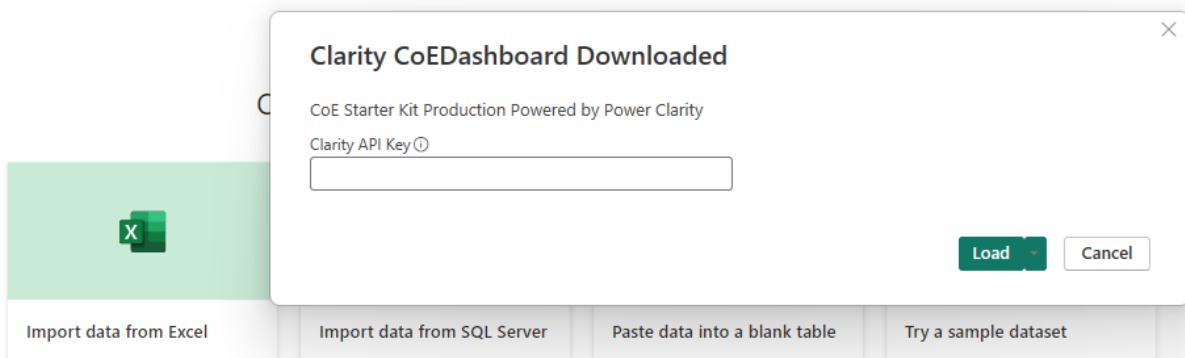 Clarity CoEDashboard Downloaded
CoE Starter Kit Production Powered by Power Clarity
Clarity API Key
Load
Cancel
X
Import data from Excel
Import data from SQL Server
Paste data into a blank table
Try a sample dataset